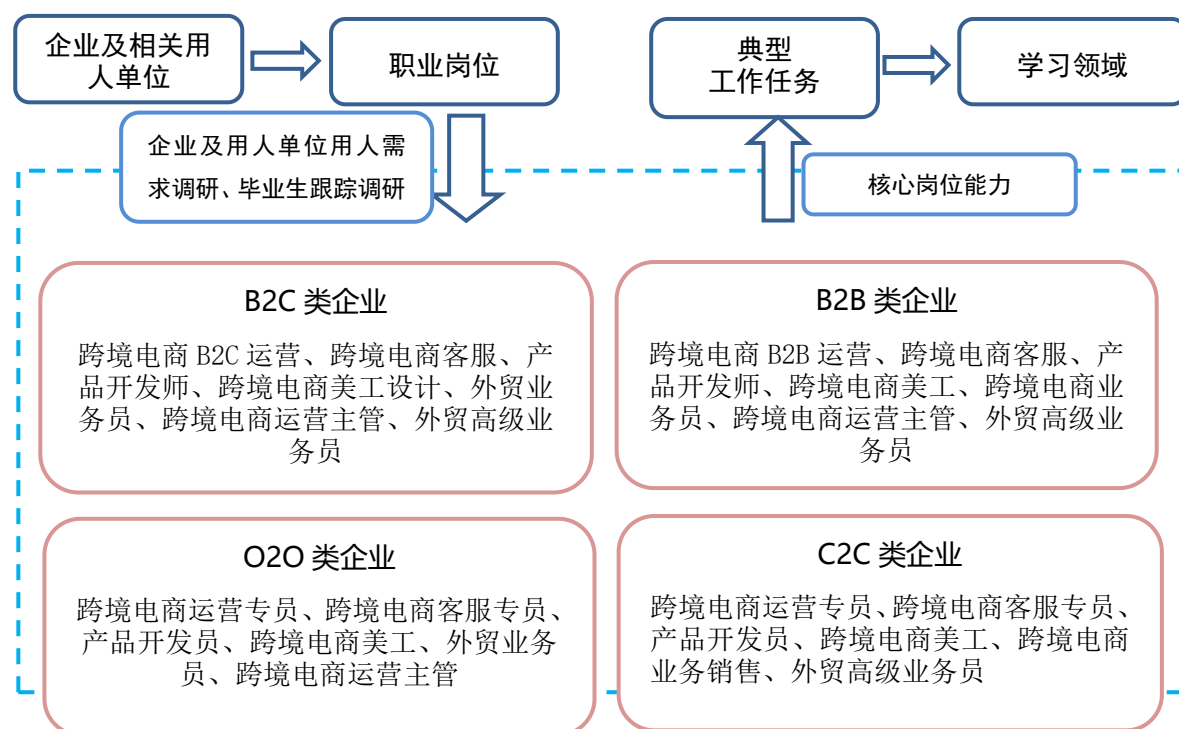 企业及相关用
人单位
职业岗位
典型
工作任务
学习领域
企业及用人单位用人需
求调研、毕业生跟踪调研
核心岗位能力
B2C 类企业
跨境电商 B2C 运营、跨境电商客服、产
品开发师、跨境电商美工设计、外贸业
务员、跨境电商运营主管、外贸高级业
务员
B2B 类企业
跨境电商 B2B 运营、跨境电商客服、产
品开发师、跨境电商美工、跨境电商业
务员、跨境电商运营主管、外贸高级业
务员
O2O 类企业
跨境电商运营专员、跨境电商客服专员、
产品开发员、跨境电商美工、外贸业务
员、跨境电商运营主管
C2C 类企业
跨境电商运营专员、跨境电商客服专员、
产品开发员、跨境电商美工、跨境电商
业务销售、外贸高级业务员